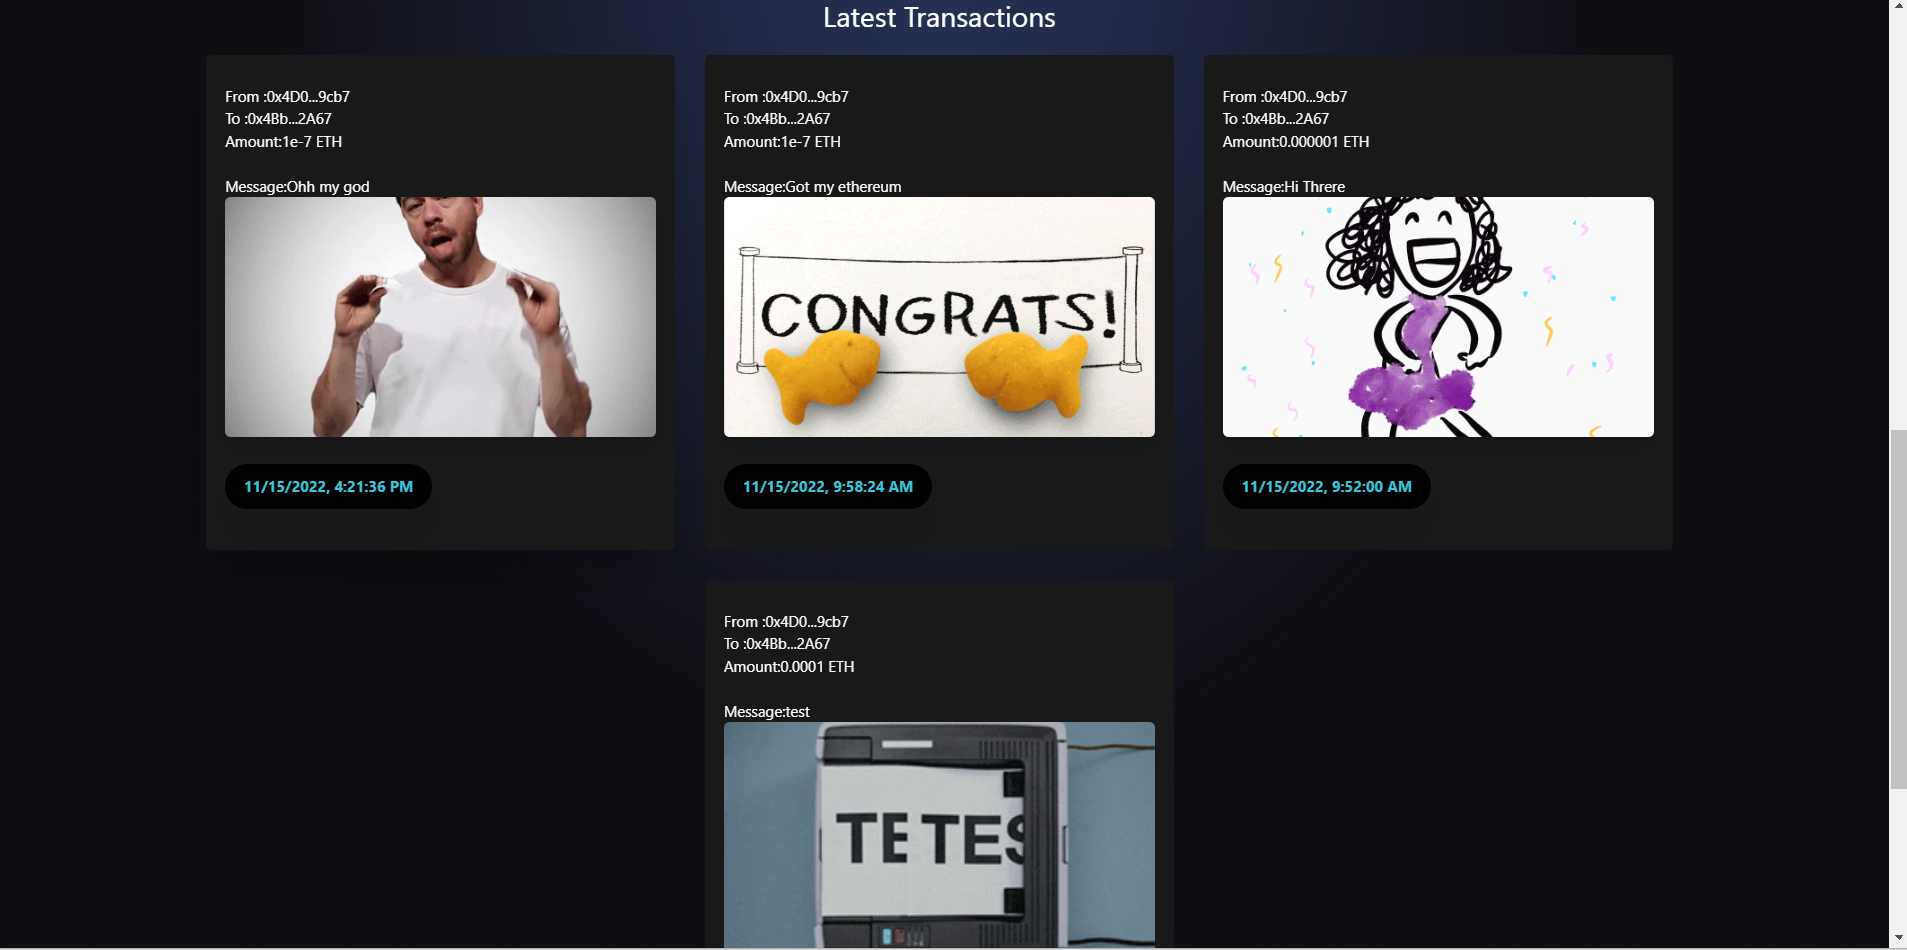 Latest Transactions
From :0x4D0...9cb7
To :0x4Bb...2A67
Amount:1e-7 ETH
Message:Ohh my god
11/15/2022, 4:21:36 PM
From :0x4D0...9cb7
To :0x4Bb...2A67
Amount:1e-7 ETH
Message:Got my ethereum
CONGRATS!
11/15/2022, 9:58:24 AM
From :0x4D0...9cb7
To :0x4Bb...2A67
Amount:0.000001 ETH
Message:Hi Threre
11/15/2022, 9:52:00 AM
From :0x4D0...9cb7
To :0x4Bb...2A67
Amount:0.0001 ETH
Message:test
TE TES